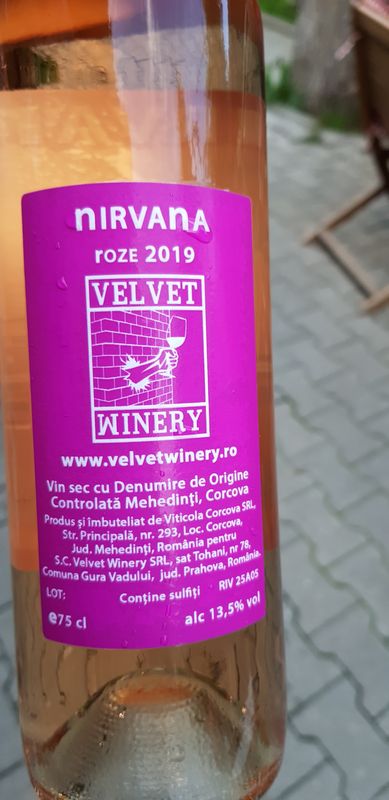 nIRVAnA
rOZE 2019
VELVET
WINERY
www.velvetwinery.ro
Vin sec cu Denumire de Origine
Controlată Mehedinți, Corcova
Produs și îmbuteliat de Viticola Corcova SRL,
Str. Principală, nr. 293, Loc. Corcova,
Jud. Mehedinți, România pentru
S.C. Velvet Winery SRL, sat Tohani, nr 78,
Comuna Gura Vadului, jud. Prahova, România.
LOT: Conține sulfiți RIV 25A05
e75 cl alc 13,5% vol